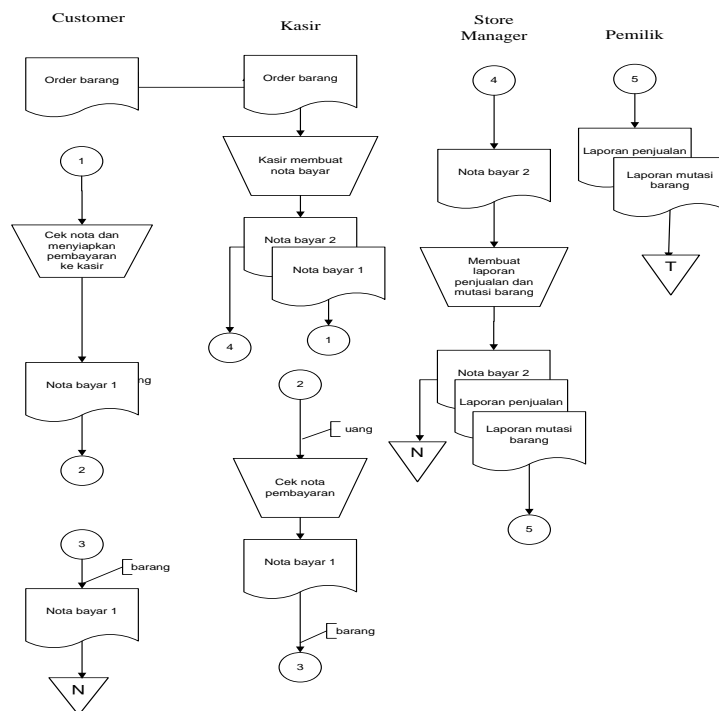 Customer
Kasir
Store
Manager
Pemilik
Order barang
1
Cek nota dan
menyiapkan
pembayaran
ke kasir
Nota bayar 1
ng
2
3
barang
Nota bayar 1
N
Order barang
Kasir membuat
nota bayar
Nota bayar 2
Nota bayar 1
4
1
2
uang
Cek nota
pembayaran
Nota bayar 1
barang
3
4
Nota bayar 2
Membuat
laporan
penjualan dan
mutasi barang
Nota bayar 2
Laporan penjualan
Laporan mutasi
barang
N
5
5
Laporan penjualan
Laporan mutasi
barang
T